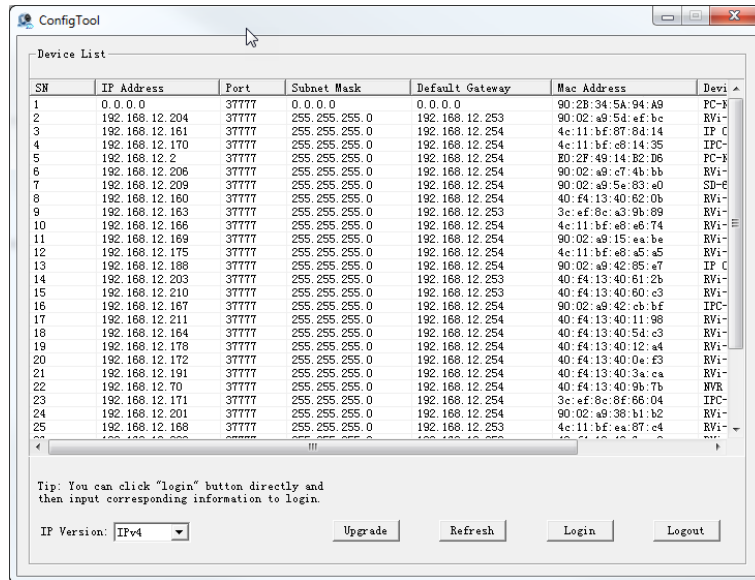 ConfigTool
Device List
SN IP Address Port Subnet Mask Default Gateway Mac Address Devi
1 0.0.0.0 37777 0.0.0.0 0.0.0.0 90:2B:34:5A:94:A9 PC-N
2 192.168.12.204 37777 255.255.255.0 192.168.12.253 90:02:a9:5d:ef:bc RVi-
3 192.168.12.161 37777 255.255.255.0 192.168.12.254 4c:11:bf:87:8d:14 IP C
4 192.168.12.170 37777 255.255.255.0 192.168.12.254 4c:11:bf:c8:14:35 IPC-
5 192.168.12.2 37777 255.255.255.0 192.168.12.254 E0:2F:49:14:B2:D6 PC-N
6 192.168.12.206 37777 255.255.255.0 192.168.12.254 90:02:a9:c7:4b:bb RVi-
7 192.168.12.209 37777 255.255.255.0 192.168.12.254 90:02:a9:5e:83:e0 SD-6
8 192.168.12.160 37777 255.255.255.0 192.168.12.254 40:f4:13:40:62:0b RVi-
9 192.168.12.163 37777 255.255.255.0 192.168.12.253 3c:ef:8c:a3:9b:89 RVi-
10 192.168.12.166 37777 255.255.255.0 192.168.12.254 4c:11:bf:e8:e6:74 RVi-
11 192.168.12.169 37777 255.255.255.0 192.168.12.254 90:02:a9:15:ea:be RVi-
12 192.168.12.175 37777 255.255.255.0 192.168.12.254 4c:11:bf:e8:a5:a5 RVi-
13 192.168.12.188 37777 255.255.255.0 192.168.12.254 90:02:a9:42:85:e7 IP C
14 192.168.12.203 37777 255.255.255.0 192.168.12.253 40:f4:13:40:61:2b RVi-
15 192.168.12.210 37777 255.255.255.0 192.168.12.253 40:f4:13:40:60:c3 RVi-
16 192.168.12.167 37777 255.255.255.0 192.168.12.254 90:02:a9:42:cb:bf IPC-
17 192.168.12.211 37777 255.255.255.0 192.168.12.254 40:f4:13:40:11:98 RVi-
18 192.168.12.164 37777 255.255.255.0 192.168.12.254 40:f4:13:40:5d:c3 RVi-
19 192.168.12.178 37777 255.255.255.0 192.168.12.254 40:f4:13:40:12:a4 RVi-
20 192.168.12.172 37777 255.255.255.0 192.168.12.254 40:f4:13:40:0e:f3 RVi-
21 192.168.12.191 37777 255.255.255.0 192.168.12.254 40:f4:13:40:3a:ca RVi-
22 192.168.12.70 37777 255.255.255.0 192.168.12.254 40:f4:13:40:9b:7b NVR
23 192.168.12.171 37777 255.255.255.0 192.168.12.254 3c:ef:8c:8f:66:04 IPC-
24 192.168.12.201 37777 255.255.255.0 192.168.12.254 90:02:a9:38:b1:b2 RVi-
25 192.168.12.168 37777 255.255.255.0 192.168.12.253 4c:11:bf:ea:87:c4 RVi-
Tip: You can click "login" button directly and
then input corresponding information to login.
IP Version: IPv4 Upgrade Refresh Login Logout